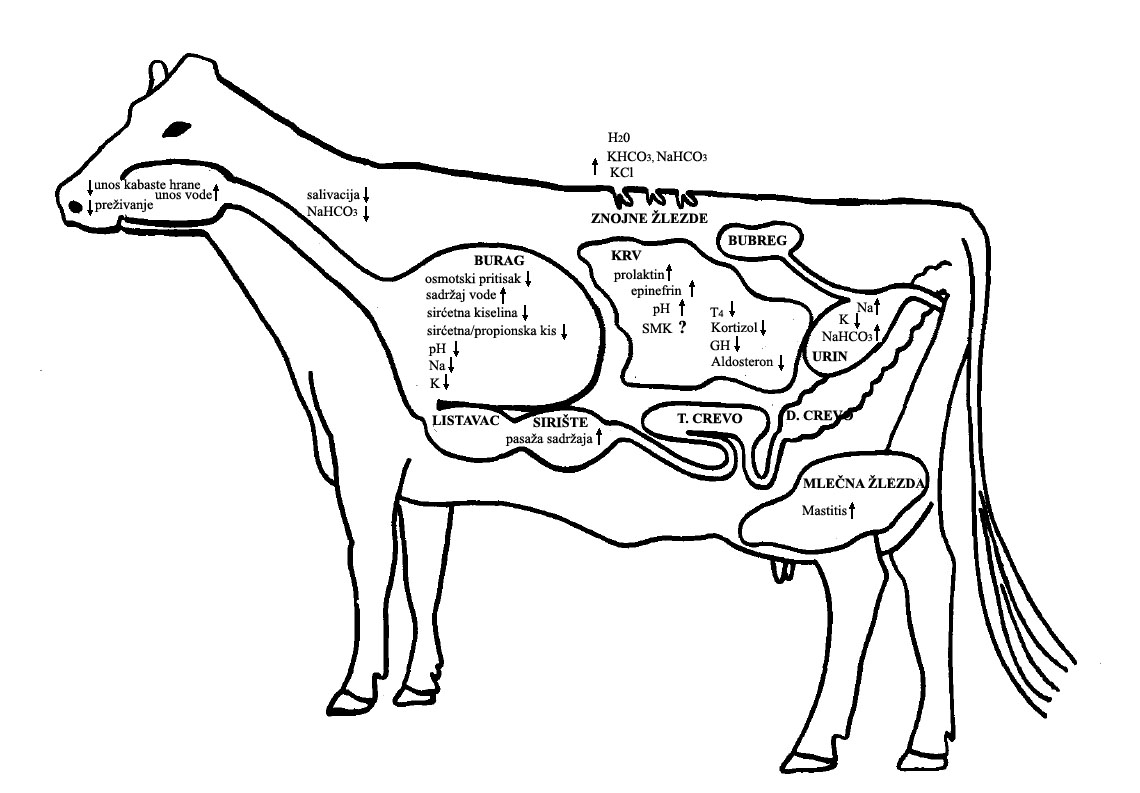 H20
KHCO3, NaHCO3
↑
KCl
ZNOJNE ŽLEZDE
↓ unos kabaste hrane
unos vode ↑
↓ preživanje
salivacija ↓
NaHCO3 ↓
BURAG
osmotski pritisak ↓
sadržaj vode ↑
sirćetna kiselina ↓
sirćetna/propionska kis ↓
pH ↓
Na ↓
K ↓
KRV
prolaktin ↑
epinefrin ↑
pH ↑
SMK ?
T4 ↓
Kortizol ↓
GH ↓
Aldosteron ↓
BUBREG
Na ↑
K ↓
NaHCO3 ↑
URIN
LISTAVAC
SIRIŠTE
pasaža sadržaja ↑
T. CREVO
D. CREVO
MLEČNA ŽLEZDA
Mastitis ↑